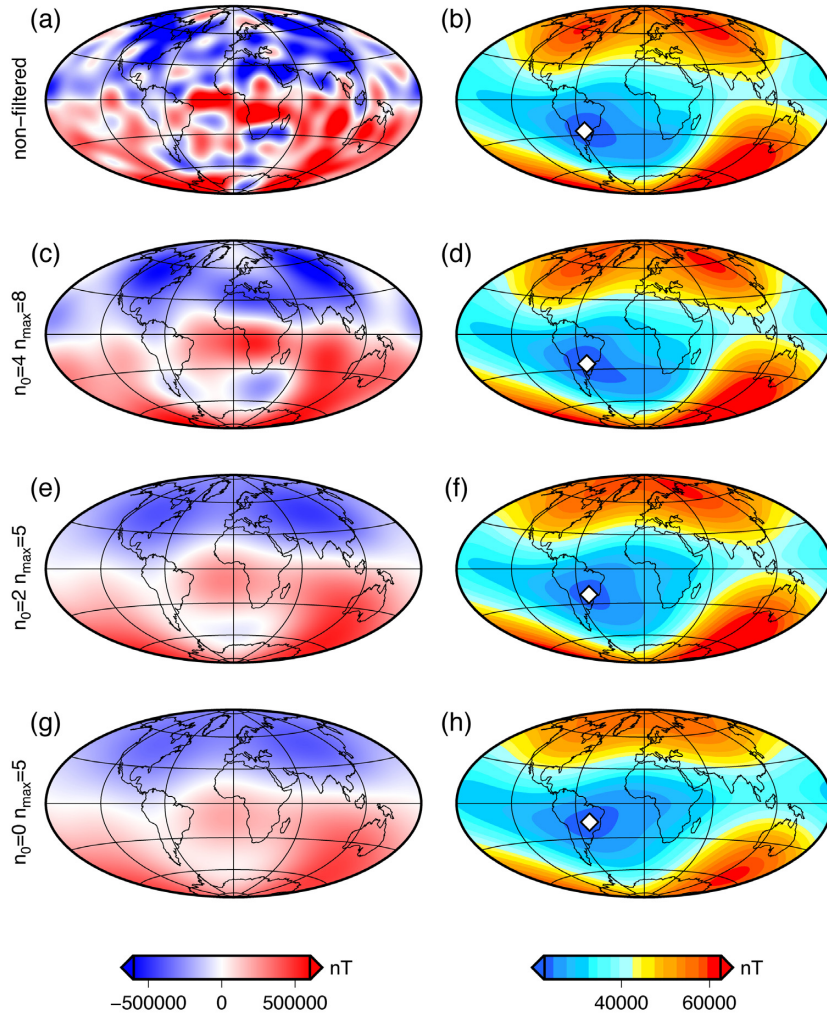 (a)
(b)
non−filtered
(c)
(d)
n₀=4 nₘₐₓ=8
(e)
(f)
n₀=2 nₘₐₓ=5
(g)
(h)
n₀=0 nₘₐₓ=5
nT
−500000 0 500000
nT
40000 60000